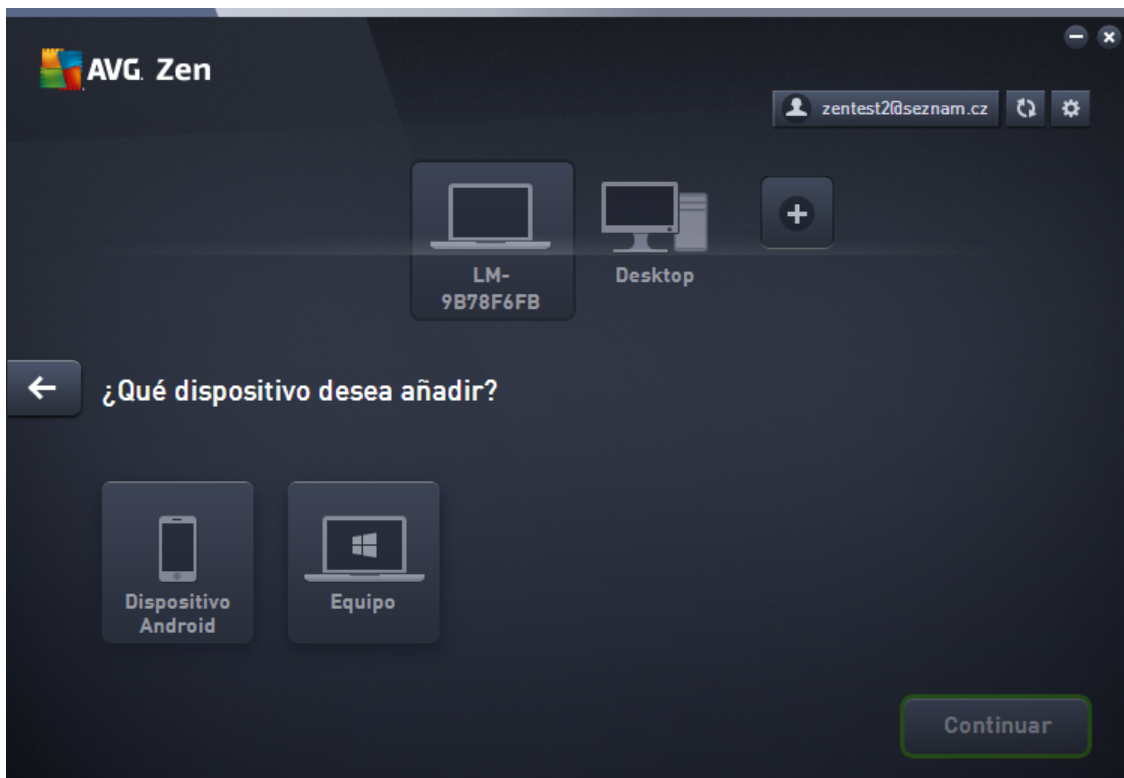 AVG. Zen
zentest2@seznam.cz
LM-
9B78F6FB
Desktop
¿Qué dispositivo desea añadir?
Dispositivo
Android
Equipo
Continuar